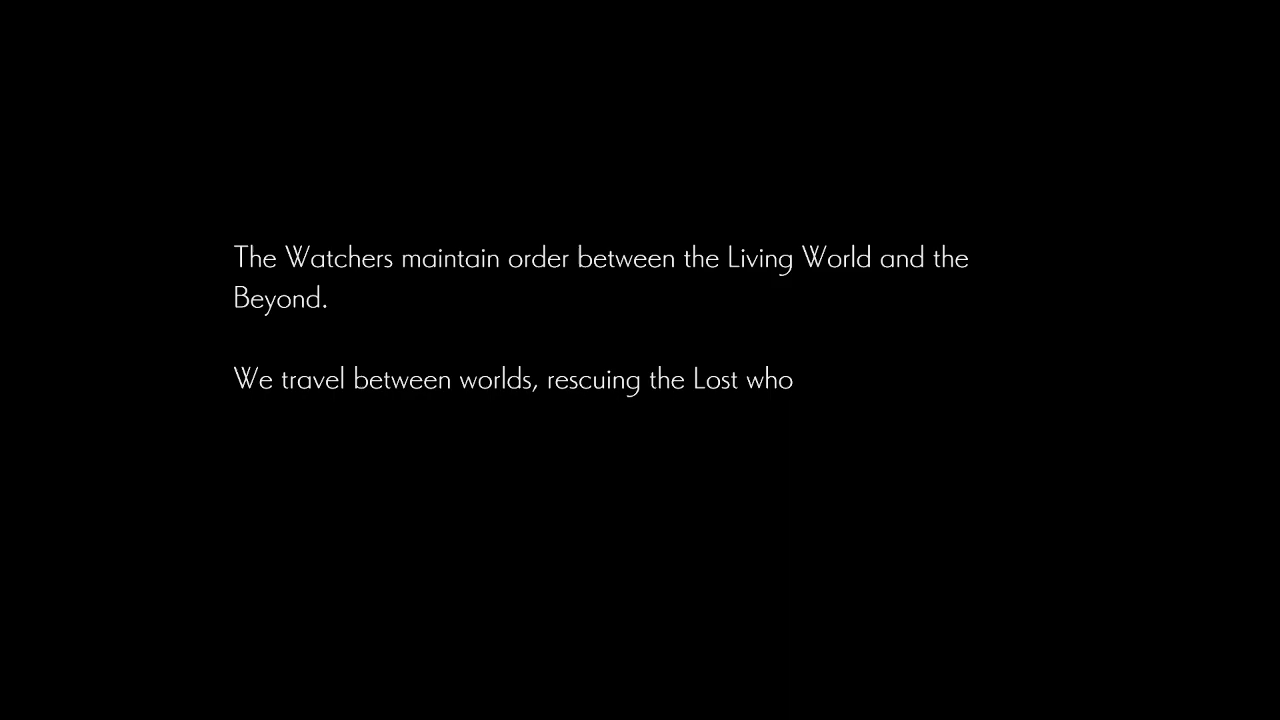 The Watchers maintain order between the Living World and the
Beyond.
We travel between worlds, rescuing the Lost who